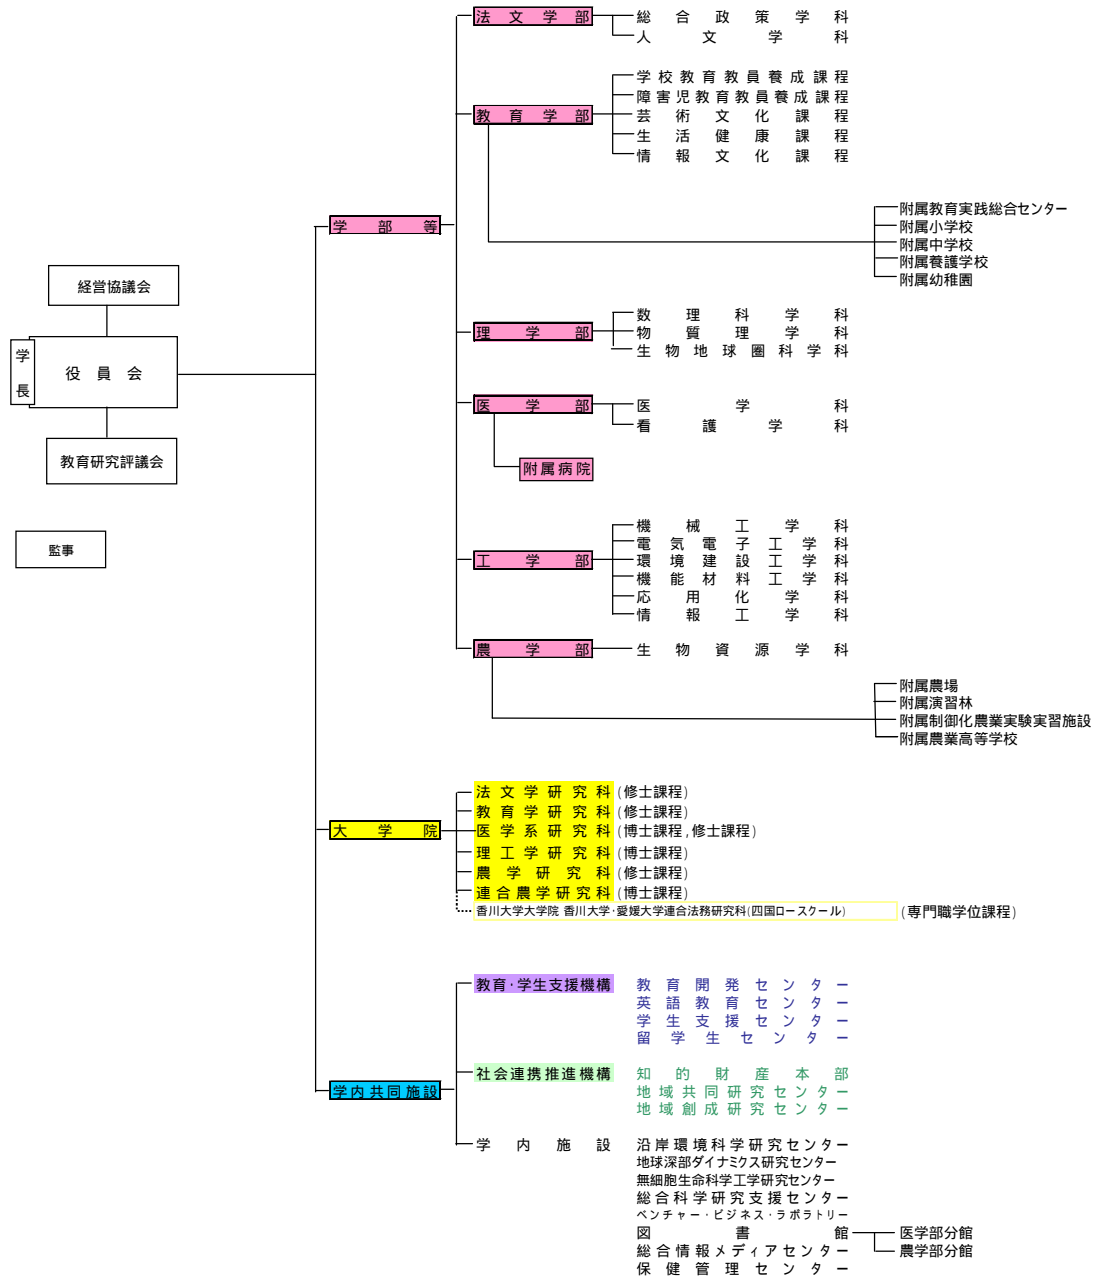 法文学部
総合政策学科
人文学科
教育学部
学校教育教員養成課程
障害児教育教員養成課程
芸術文化課程
生活健康課程
情報文化課程
附属教育実践総合センター
附属小学校
附属中学校
附属養護学校
附属幼稚園
学部等
経営協議会
学長
役員会
教育研究評議会
監事
理学部
数理科学科
物質理学科
生物地球圏科学科
医学部
医学科
看護学科
附属病院
工学部
機械工学科
電気電子工学科
環境建設工学科
機能材料工学科
応用化学科
情報工学科
農学部
生物資源学科
附属農場
附属演習林
附属制御化農業実験実習施設
附属農業高等学校
大学院
法文学研究科(修士課程)
教育学研究科(修士課程)
医学系研究科(博士課程,修士課程)
理工学研究科(博士課程)
農学研究科(修士課程)
連合農学研究科(博士課程)
香川大学大学院 香川大学・愛媛大学連合法務研究科(四国ロースクール) (専門職学位課程)
学内共同施設
教育・学生支援機構
教育開発センター
英語教育センター
学生支援センター
留学生センター
社会連携推進機構
知的財産本部
地域共同研究センター
地域創成研究センター
学内施設
沿岸環境科学研究センター
地球深部ダイナミクス研究センター
無細胞生命科学工学研究センター
総合科学研究支援センター
ベンチャー・ビジネス・ラボラトリー
図書館
医学部分館
農学部分館
総合情報メディアセンター
保健管理センター